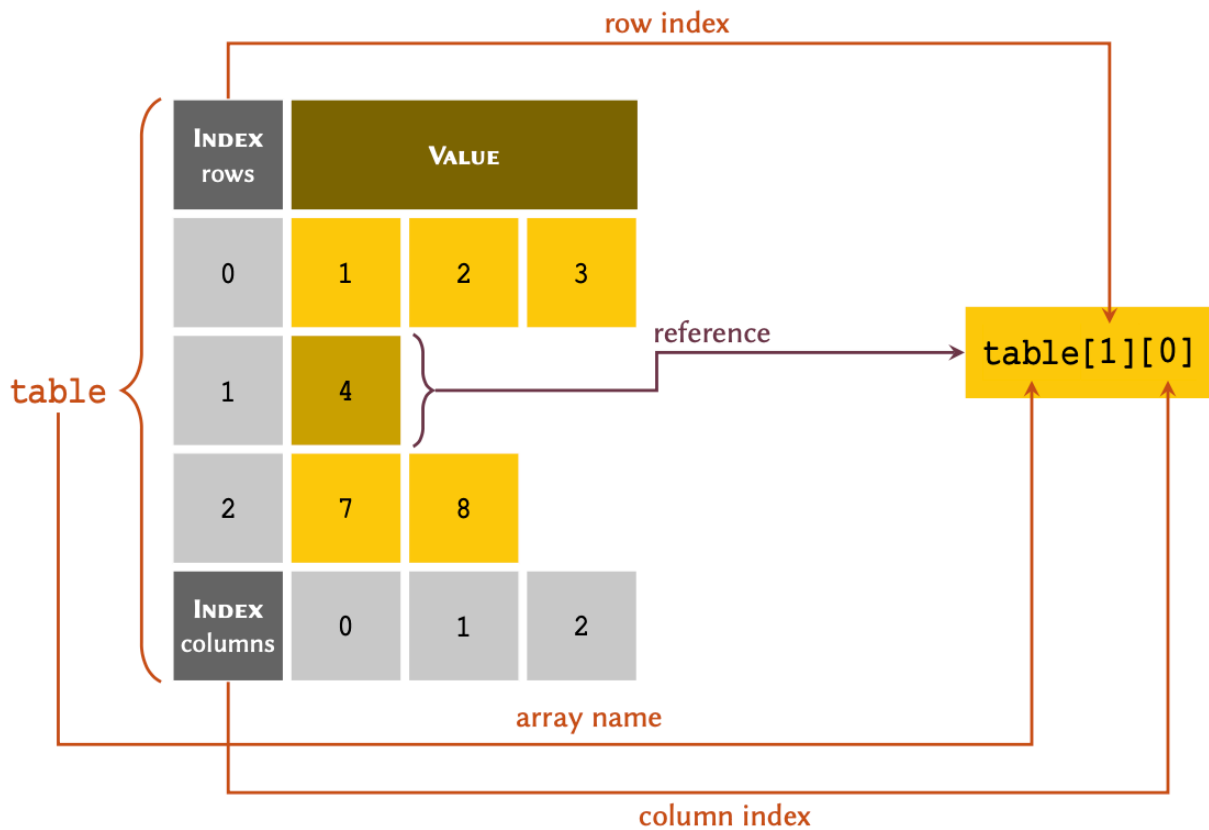 row index
INDEX
rows
VALUE
0 1 2 3
reference
table[1][0]
table
1 4
2 7 8
INDEX
columns
0 1 2
array name
column index